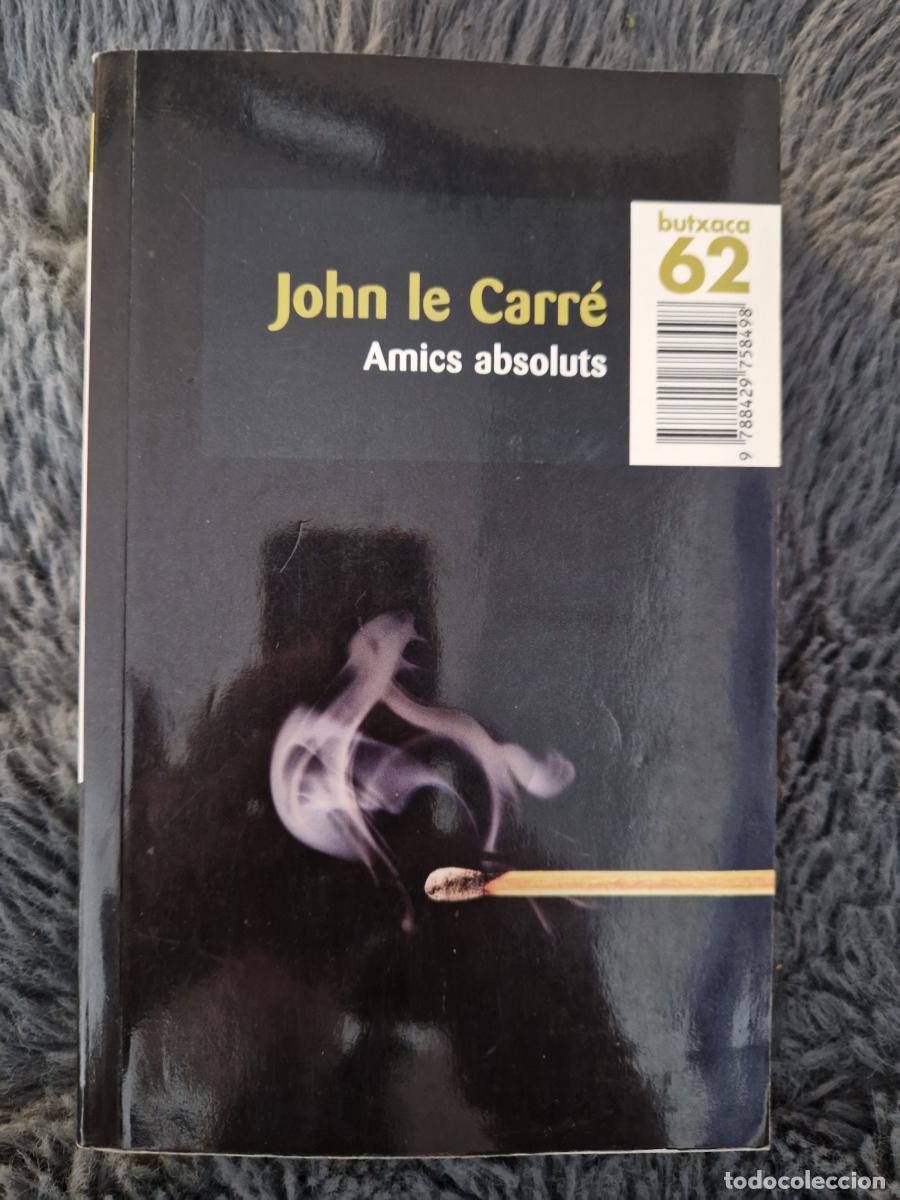 butxaca
62
John le Carré
Amics absoluts
9 788429 758498
todocoleccion